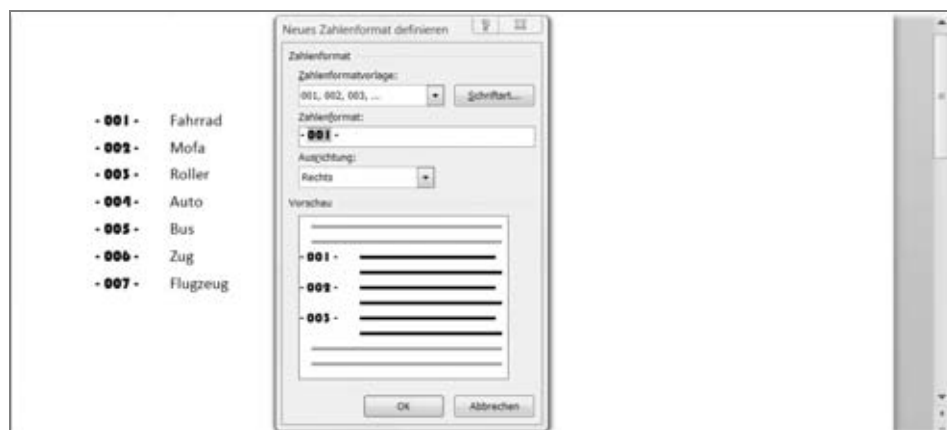 Neues Zahlenformat definieren
Zahlenformat
Zahlenformatvorlage:
001, 002, 003, ...
Schriftart...
Zahlenformat:
- 001 -
Ausrichtung:
Rechts
Vorschau
- 001 -
- 002 -
- 003 -
OK
Abbrechen
- 001 - Fahrrad
- 002 - Mofa
- 003 - Roller
- 004 - Auto
- 005 - Bus
- 006 - Zug
- 007 - Flugzeug